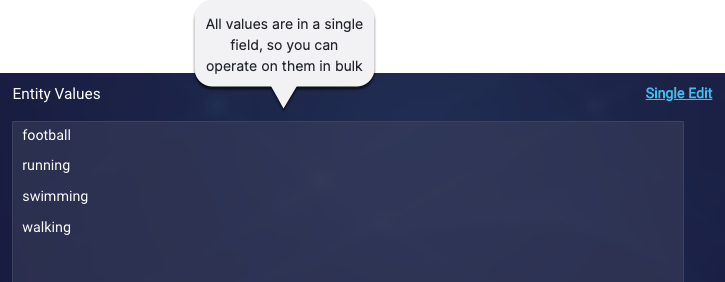 All values are in a single
field, so you can
operate on them in bulk
Entity Values
Single Edit
football
running
swimming
walking